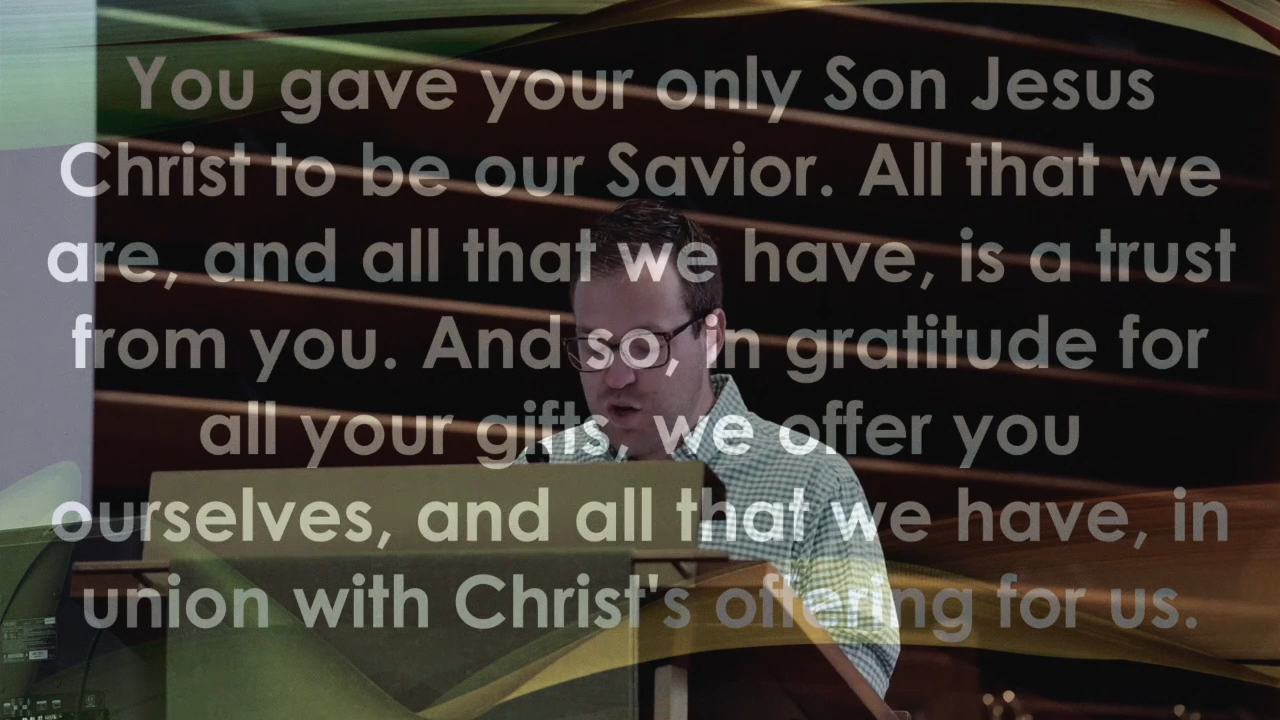 You gave your only Son Jesus
Christ to be our Savior. All that we
are, and all that we have, is a trust
from you. And so, in gratitude for
all your gifts, we offer you
ourselves, and all that we have, in
union with Christ's offering for us.